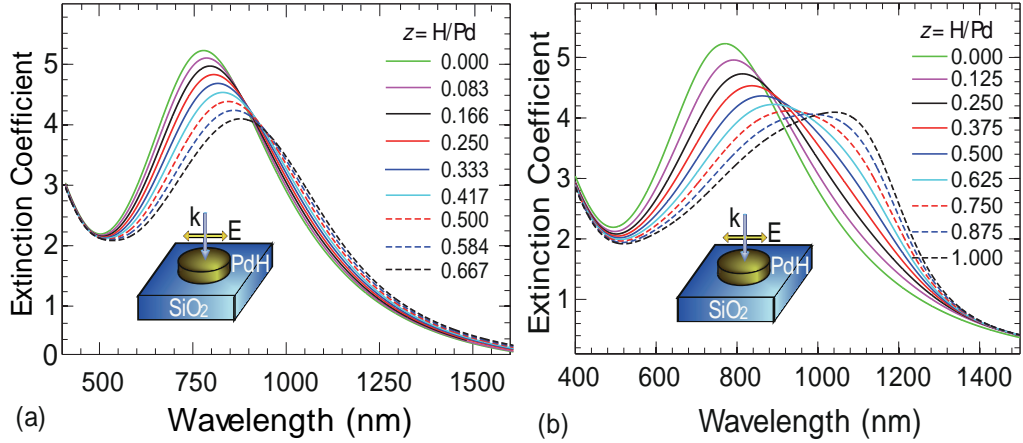 Extinction Coefficient
5
4
3
2
1
0
500
750
1000
1250
1500
Wavelength (nm)
(a)
z= H/Pd
0.000
0.083
0.166
0.250
0.333
0.417
0.500
0.584
0.667
k
E
PdH
SiO2
Extinction Coefficient
5
4
3
2
1
400
600
800
1000
1200
1400
Wavelength (nm)
(b)
z= H/Pd
0.000
0.125
0.250
0.375
0.500
0.625
0.750
0.875
1.000
k
E
PdH
SiO2